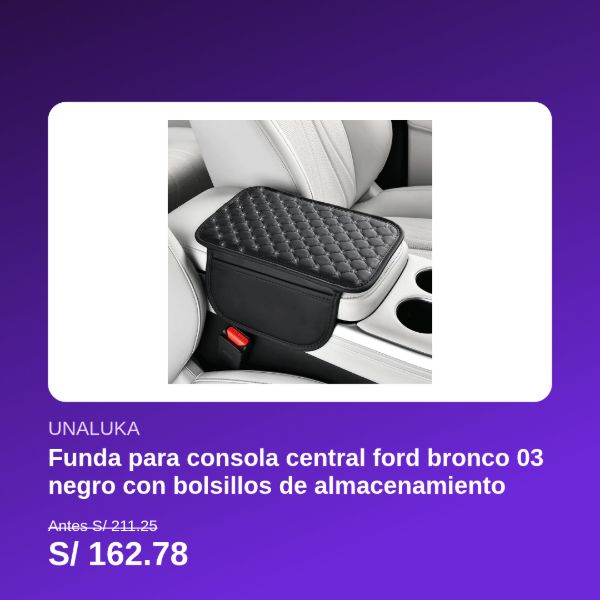 UNALUKA
Funda para consola central ford bronco 03
negro con bolsillos de almacenamiento
Antes S/ 211.25
S/ 162.78